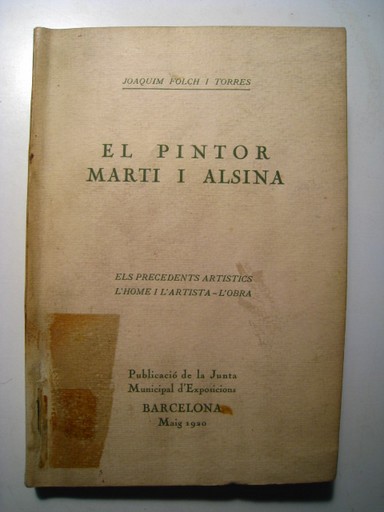 JOAQUIM FOLCH I TORRES
EL PINTOR
MARTI I ALSINA
ELS PRECEDENTS ARTISTICS
L'HOME I L'ARTISTA - L'OBRA
Publicació de la Junta
Municipal d'Exposicions
BARCELONA
Maig 1920